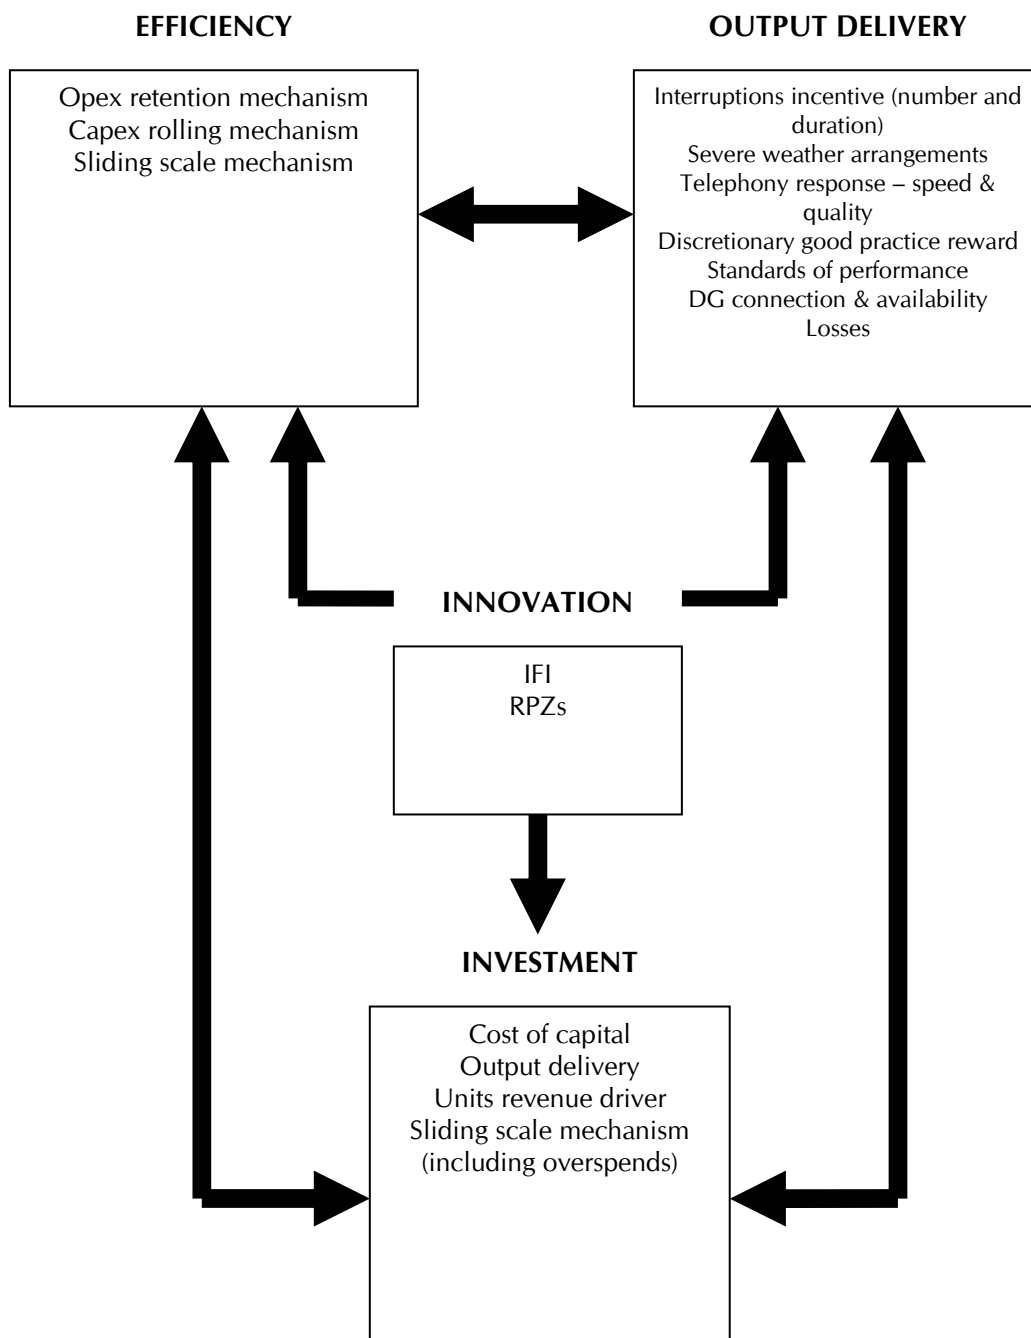 EFFICIENCY
Opex retention mechanism
Capex rolling mechanism
Sliding scale mechanism
OUTPUT DELIVERY
Interruptions incentive (number and
duration)
Severe weather arrangements
Telephony response – speed &
quality
Discretionary good practice reward
Standards of performance
DG connection & availability
Losses
INNOVATION
IFI
RPZs
INVESTMENT
Cost of capital
Output delivery
Units revenue driver
Sliding scale mechanism
(including overspends)